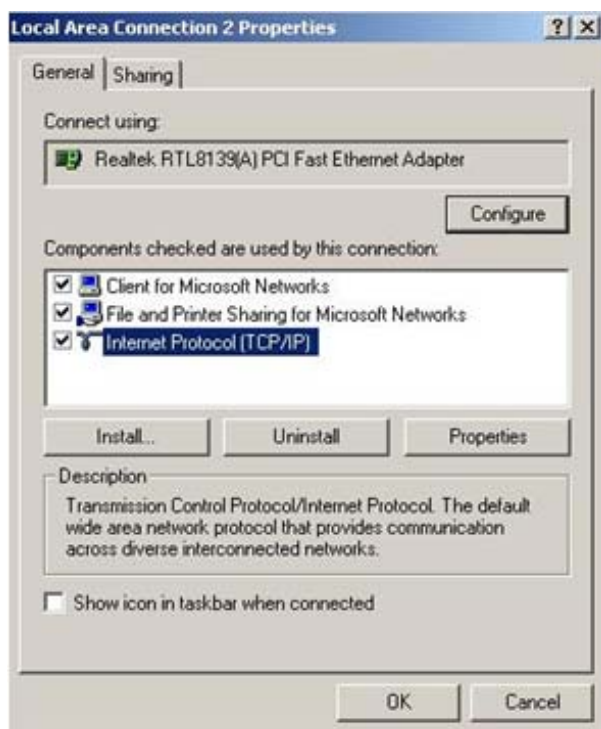 Local Area Connection 2 Properties
General
Sharing
Connect using:
Realtek RTL8139(A) PCI Fast Ethernet Adapter
Configure
Components checked are used by this connection:
Client for Microsoft Networks
File and Printer Sharing for Microsoft Networks
Internet Protocol (TCP/IP)
Install...
Uninstall
Properties
Description
Transmission Control Protocol/Internet Protocol. The default
wide area network protocol that provides communication
across diverse interconnected networks.
Show icon in taskbar when connected
OK
Cancel